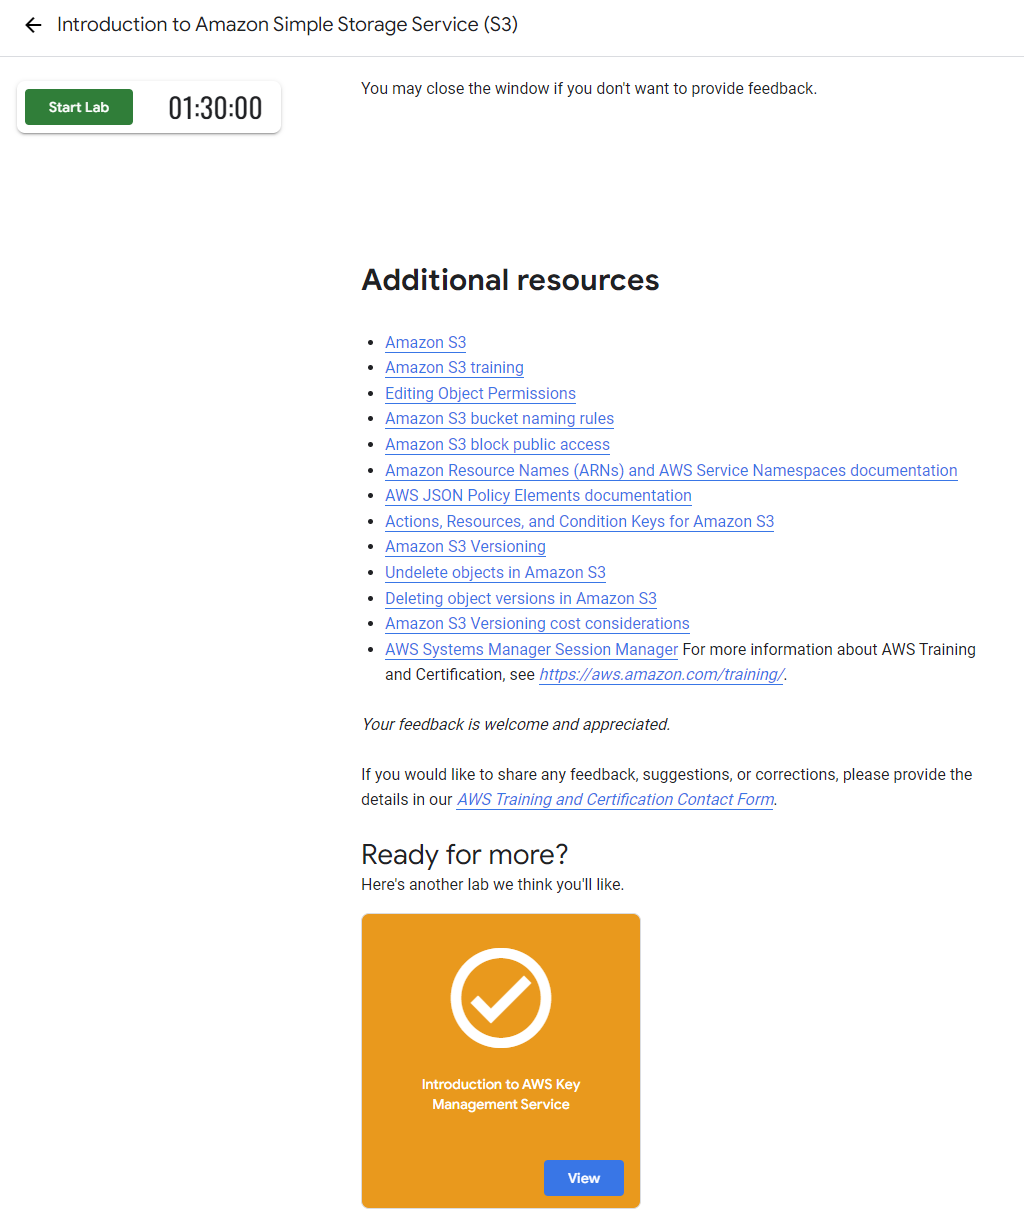 Introduction to Amazon Simple Storage Service (S3)
Start Lab
01:30:00
You may close the window if you don't want to provide feedback.
Additional resources
Amazon S3
Amazon S3 training
Editing Object Permissions
Amazon S3 bucket naming rules
Amazon S3 block public access
Amazon Resource Names (ARNs) and AWS Service Namespaces documentation
AWS JSON Policy Elements documentation
Actions, Resources, and Condition Keys for Amazon S3
Amazon S3 Versioning
Undelete objects in Amazon S3
Deleting object versions in Amazon S3
Amazon S3 Versioning cost considerations
AWS Systems Manager Session Manager For more information about AWS Training
and Certification, see https://aws.amazon.com/training/.
Your feedback is welcome and appreciated.
If you would like to share any feedback, suggestions, or corrections, please provide the
details in our AWS Training and Certification Contact Form.
Ready for more?
Here's another lab we think you'll like.
Introduction to AWS Key
Management Service
View